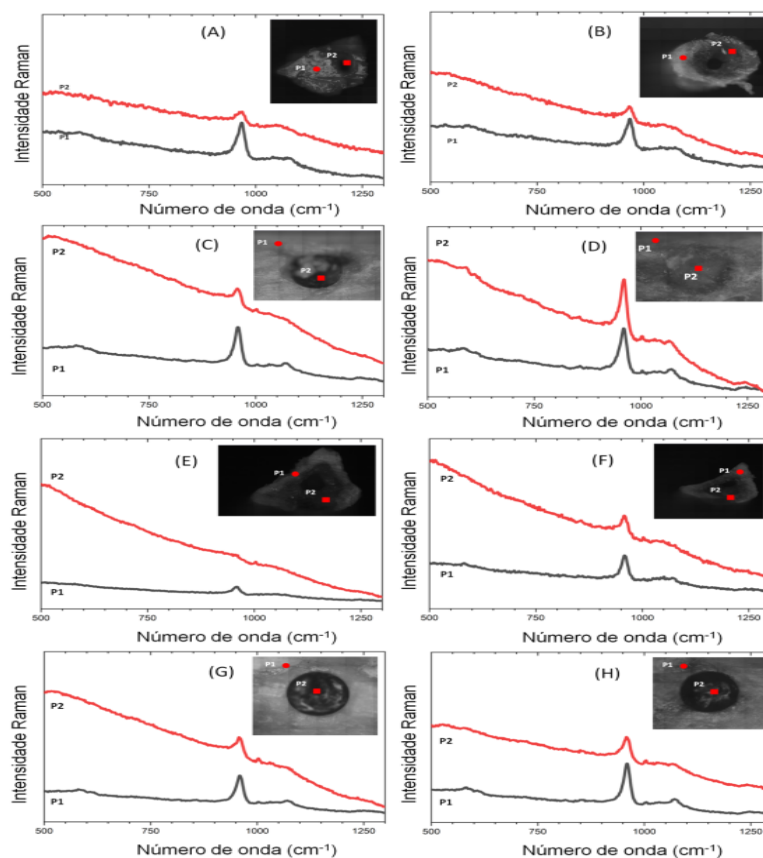 (A)
Intensidade Raman
P2
P1
P1
P2
500
750
1000
1250
Número de onda (cm⁻¹)
(B)
Intensidade Raman
P2
P1
P1
P2
500
750
1000
1250
Número de onda (cm⁻¹)
(C)
Intensidade Raman
P2
P1
P1
P2
500
750
1000
1250
Número de onda (cm⁻¹)
(D)
Intensidade Raman
P2
P1
P1
P2
500
750
1000
1250
Número de onda (cm⁻¹)
(E)
Intensidade Raman
P2
P1
P1
P2
500
750
1000
1250
Número de onda (cm⁻¹)
(F)
Intensidade Raman
P2
P1
P1
P2
500
750
1000
1250
Número de onda (cm⁻¹)
(G)
Intensidade Raman
P2
P1
P1
P2
500
750
1000
1250
Número de onda (cm⁻¹)
(H)
Intensidade Raman
P2
P1
P1
P2
500
750
1000
1250
Número de onda (cm⁻¹)